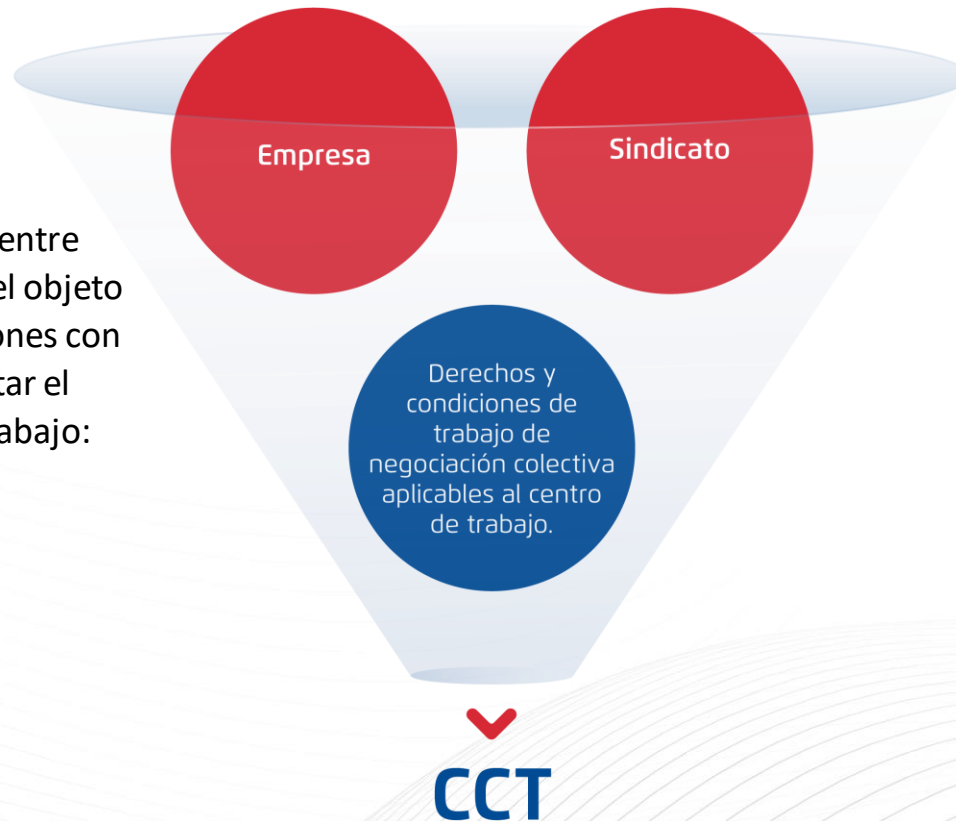 Empresa
Sindicato
entre
el objeto
ones con
tar el
abajo:
Derechos y
condiciones de
trabajo de
negociación colectiva
aplicables al centro
de trabajo.
CCT